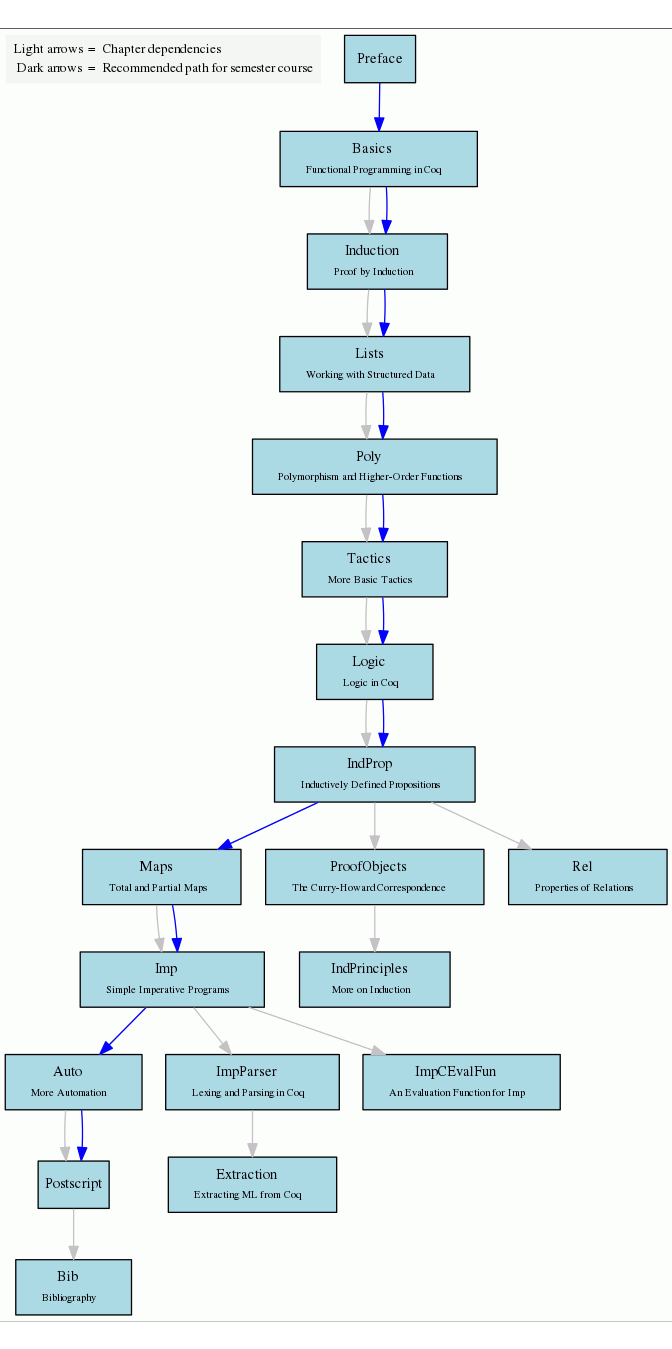 Light arrows = Chapter dependencies
Dark arrows = Recommended path for semester course
Preface
Basics
Functional Programming in Coq
Induction
Proof by Induction
Lists
Working with Structured Data
Poly
Polymorphism and Higher-Order Functions
Tactics
More Basic Tactics
Logic
Logic in Coq
IndProp
Inductively Defined Propositions
Maps
Total and Partial Maps
ProofObjects
The Curry-Howard Correspondence
Rel
Properties of Relations
Imp
Simple Imperative Programs
IndPrinciples
More on Induction
Auto
More Automation
ImpParser
Lexing and Parsing in Coq
ImpCEvalFun
An Evaluation Function for Imp
Postscript
Extraction
Extracting ML from Coq
Bib
Bibliography